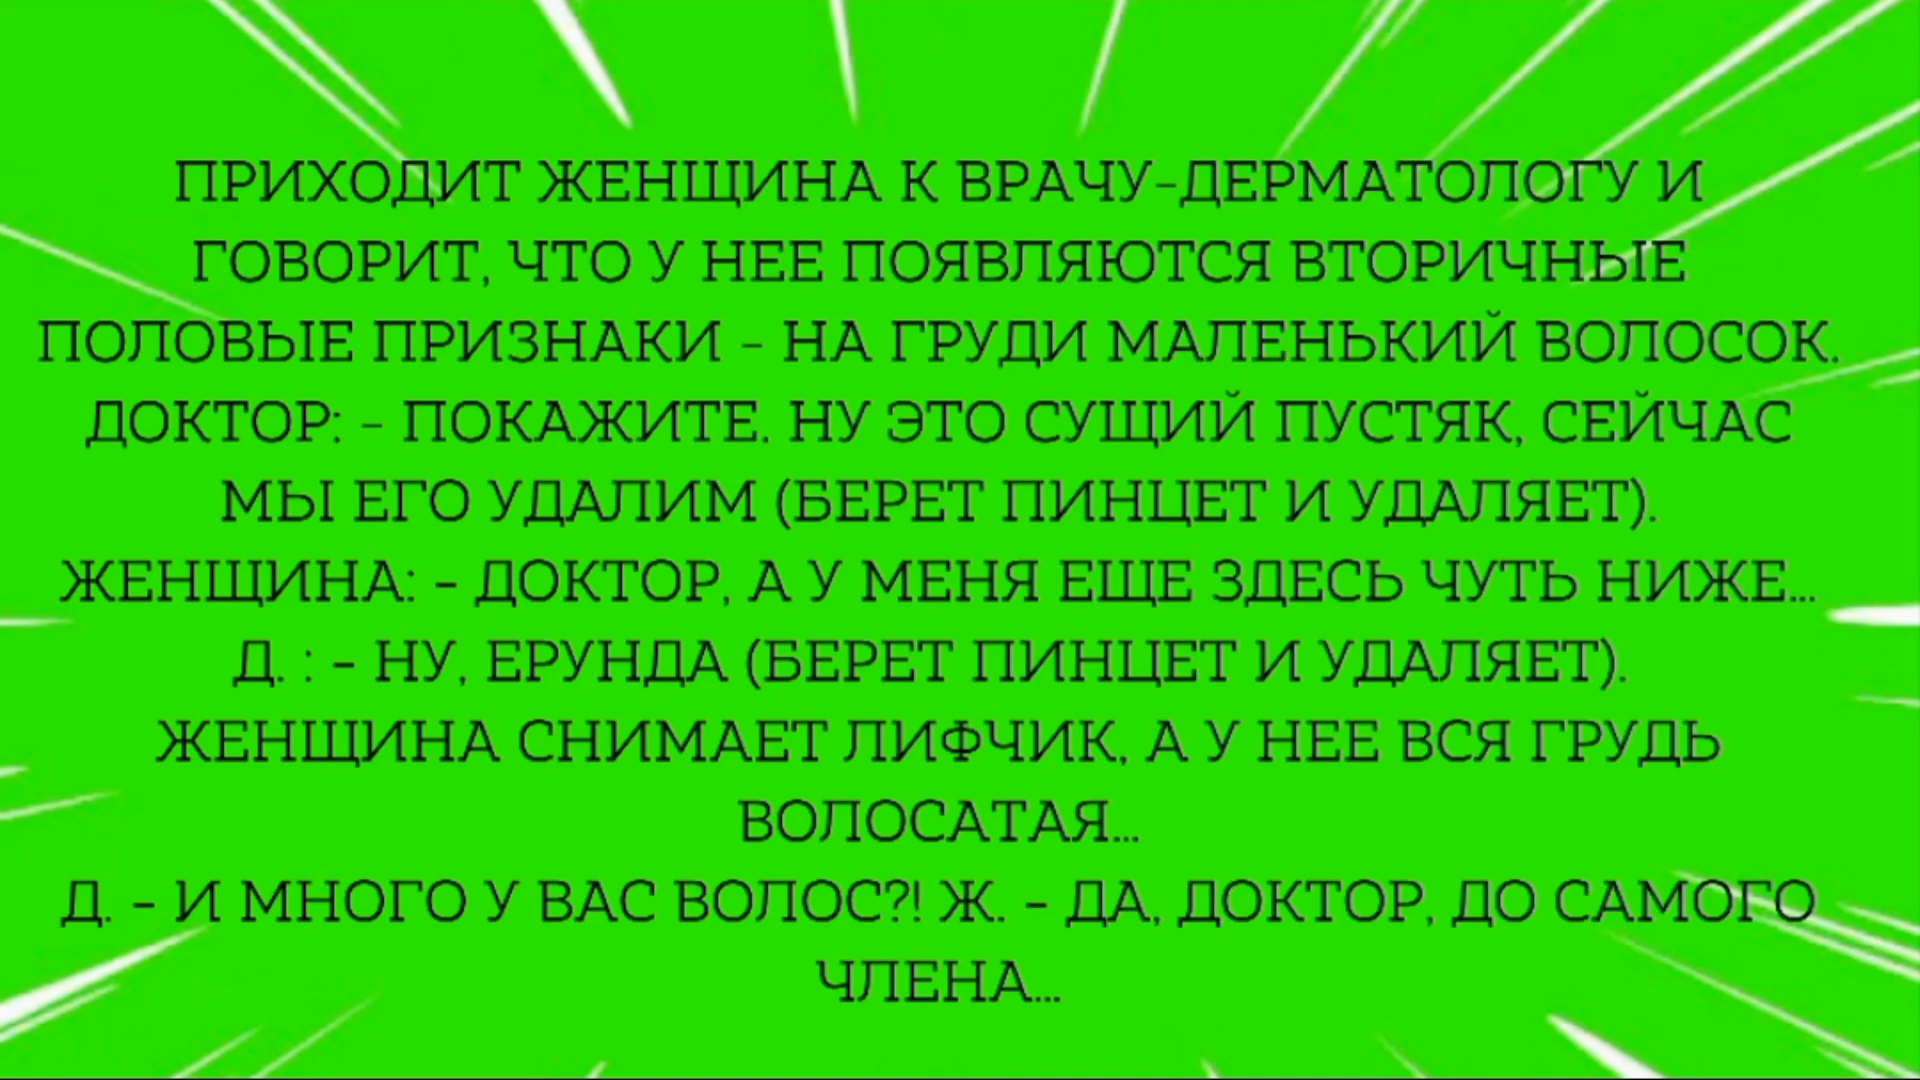 ПРИХОДИТ ЖЕНЩИНА К ВРАЧУ-ДЕРМАТОЛОГУ И
ГОВОРИТ, ЧТО У НЕЕ ПОЯВЛЯЮТСЯ ВТОРИЧНЫЕ
ПОЛОВЫЕ ПРИЗНАКИ - НА ГРУДИ МАЛЕНЬКИЙ ВОЛОСОК.
ДОКТОР: - ПОКАЖИТЕ. НУ ЭТО СУЩИЙ ПУСТЯК, СЕЙЧАС
МЫ ЕГО УДАЛИМ (БЕРЕТ ПИНЦЕТ И УДАЛЯЕТ).
ЖЕНЩИНА: - ДОКТОР, А У МЕНЯ ЕЩЕ ЗДЕСЬ ЧУТЬ НИЖЕ...
Д. : - НУ, ЕРУНДА (БЕРЕТ ПИНЦЕТ И УДАЛЯЕТ).
ЖЕНЩИНА СНИМАЕТ ЛИФЧИК, А У НЕЕ ВСЯ ГРУДЬ
ВОЛОСАТАЯ...
Д. - И МНОГО У ВАС ВОЛОС?! Ж. - ДА, ДОКТОР, ДО САМОГО
ЧЛЕНА...